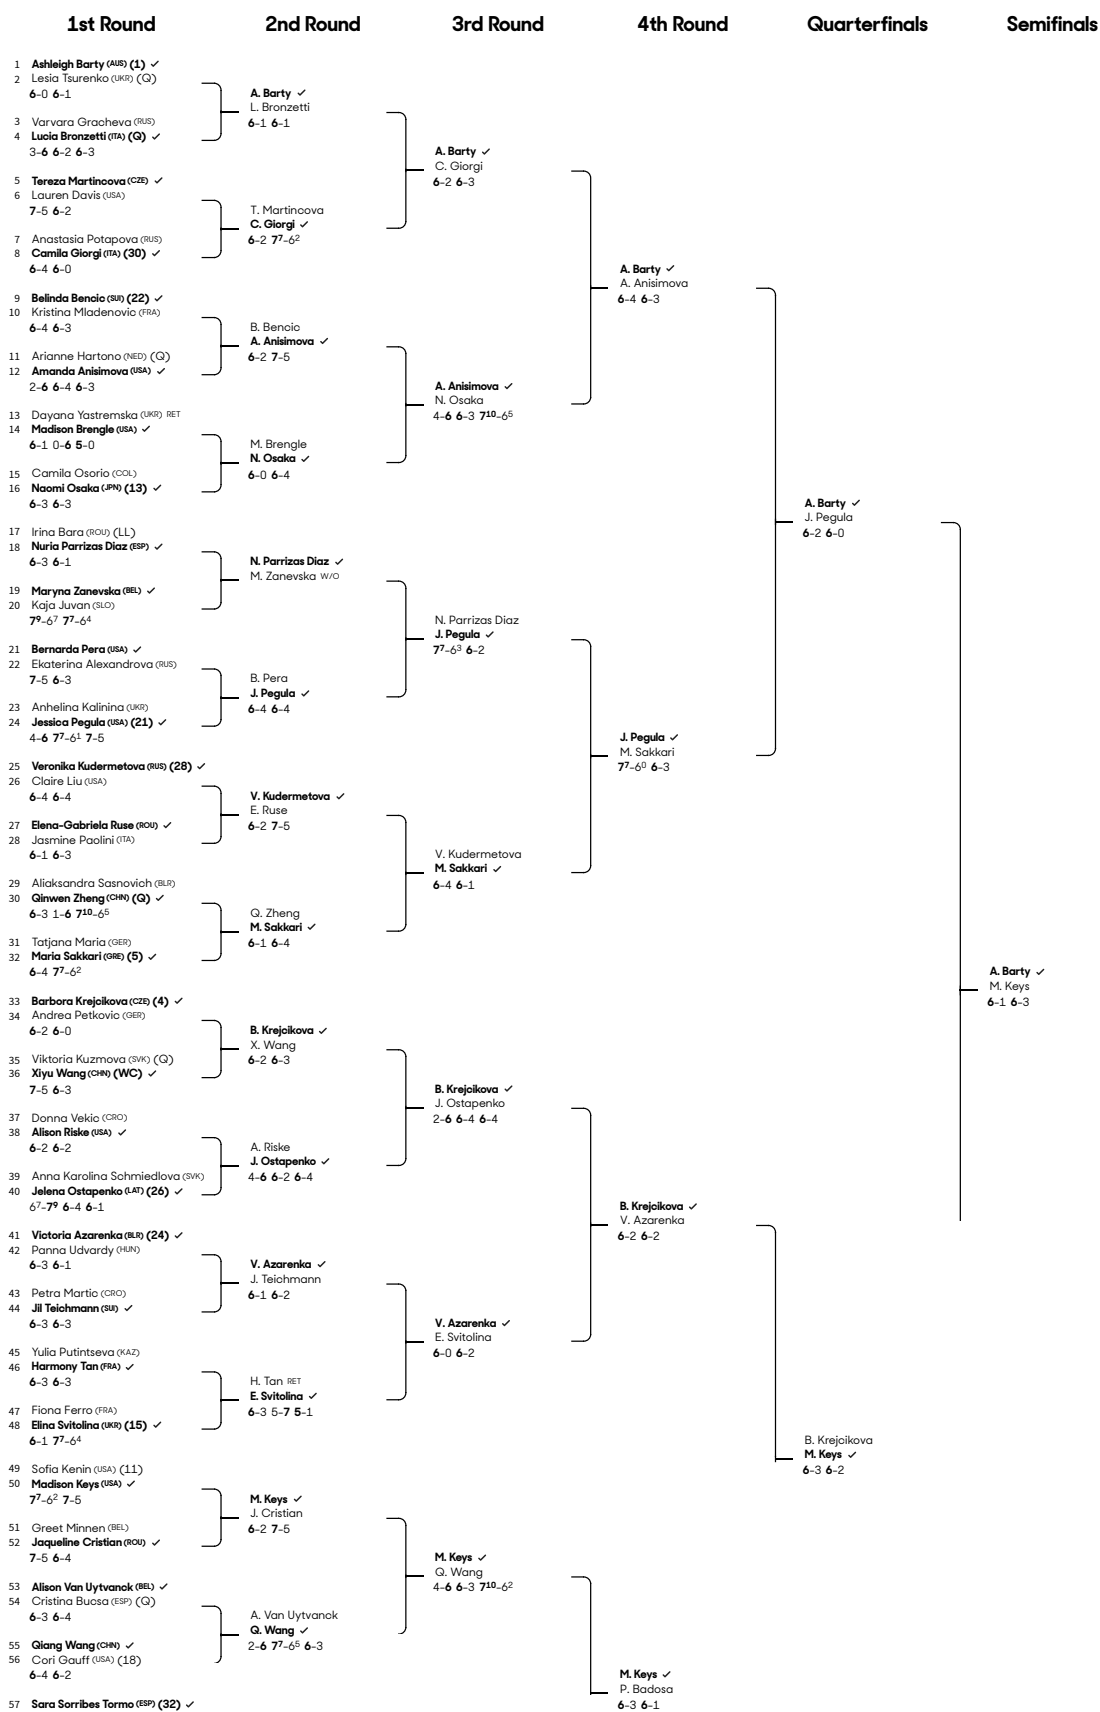 1st Round
2nd Round
3rd Round
4th Round
Quarterfinals
Semifinals
1 Ashleigh Barty (AUS) (1) ✓
2 Lesia Tsurenko (UKR) (Q)
6-0 6-1
3 Varvara Gracheva (RUS)
4 Lucia Bronzetti (ITA) (Q) ✓
3-6 6-2 6-3
5 Tereza Martincova (CZE) ✓
6 Lauren Davis (USA)
7-5 6-2
7 Anastasia Potapova (RUS)
8 Camila Giorgi (ITA) (30) ✓
6-4 6-0
9 Belinda Bencic (SUI) (22) ✓
10 Kristina Mladenovic (FRA)
6-4 6-3
11 Arianne Hartono (NED) (Q)
12 Amanda Anisimova (USA) ✓
2-6 6-4 6-3
13 Dayana Yastremska (UKR) RET
14 Madison Brengle (USA) ✓
6-1 0-6 5-0
15 Camila Osorio (COL)
16 Naomi Osaka (JPN) (13) ✓
6-3 6-3
17 Irina Bara (ROU) (LL)
18 Nuria Parrizas Diaz (ESP) ✓
6-3 6-1
19 Maryna Zanevska (BEL) ✓
20 Kaja Juvan (SLO)
7⁹-6⁷ 7⁷-6⁴
21 Bernarda Pera (USA) ✓
22 Ekaterina Alexandrova (RUS)
7-5 6-3
23 Anhelina Kalinina (UKR)
24 Jessica Pegula (USA) (21) ✓
4-6 7⁷-6¹ 7-5
25 Veronika Kudermetova (RUS) (28) ✓
26 Claire Liu (USA)
6-4 6-4
27 Elena-Gabriela Ruse (ROU) ✓
28 Jasmine Paolini (ITA)
6-1 6-3
29 Aliaksandra Sasnovich (BLR)
30 Qinwen Zheng (CHN) (Q) ✓
6-3 1-6 7¹⁰-6⁵
31 Tatjana Maria (GER)
32 Maria Sakkari (GRE) (5) ✓
6-4 7⁷-6²
33 Barbora Krejcikova (CZE) (4) ✓
34 Andrea Petkovic (GER)
6-2 6-0
35 Viktoria Kuzmova (SVK) (Q)
36 Xiyu Wang (CHN) (WC) ✓
7-5 6-3
37 Donna Vekic (CRO)
38 Alison Riske (USA) ✓
6-2 6-2
39 Anna Karolina Schmiedlova (SVK)
40 Jelena Ostapenko (LAT) (26) ✓
6⁷-7⁹ 6-4 6-1
41 Victoria Azarenka (BLR) (24) ✓
42 Panna Udvardy (HUN)
6-3 6-1
43 Petra Martic (CRO)
44 Jil Teichmann (SUI) ✓
6-3 6-3
45 Yulia Putintseva (KAZ)
46 Harmony Tan (FRA) ✓
6-3 6-3
47 Fiona Ferro (FRA)
48 Elina Svitolina (UKR) (15) ✓
6-1 7⁷-6⁴
49 Sofia Kenin (USA) (11)
50 Madison Keys (USA) ✓
7⁷-6² 7-5
51 Greet Minnen (BEL)
52 Jaqueline Cristian (ROU) ✓
7-5 6-4
53 Alison Van Uytvanck (BEL) ✓
54 Cristina Bucsa (ESP) (Q)
6-3 6-4
55 Qiang Wang (CHN) ✓
56 Cori Gauff (USA) (18)
6-4 6-2
57 Sara Sorribes Tormo (ESP) (32) ✓
A. Barty ✓
L. Bronzetti
6-1 6-1
T. Martincova
C. Giorgi ✓
6-2 7⁷-6²
B. Bencic
A. Anisimova ✓
6-2 7-5
M. Brengle
N. Osaka ✓
6-0 6-4
N. Parrizas Diaz ✓
M. Zanevska W/O
B. Pera
J. Pegula ✓
6-4 6-4
V. Kudermetova ✓
E. Ruse
6-2 7-5
Q. Zheng
M. Sakkari ✓
6-1 6-4
B. Krejcikova ✓
X. Wang
6-2 6-3
A. Riske
J. Ostapenko ✓
4-6 6-2 6-4
V. Azarenka ✓
J. Teichmann
6-1 6-2
H. Tan RET
E. Svitolina ✓
6-3 5-7 5-1
M. Keys ✓
J. Cristian
6-2 7-5
A. Van Uytvanck
Q. Wang ✓
2-6 7⁷-6⁵ 6-3
A. Barty ✓
C. Giorgi
6-2 6-3
A. Anisimova ✓
N. Osaka
4-6 6-3 7¹⁰-6⁵
N. Parrizas Diaz
J. Pegula ✓
7⁷-6³ 6-2
V. Kudermetova
M. Sakkari ✓
6-4 6-1
B. Krejcikova ✓
J. Ostapenko
2-6 6-4 6-4
V. Azarenka ✓
E. Svitolina
6-0 6-2
M. Keys ✓
Q. Wang
4-6 6-3 7¹⁰-6²
A. Barty ✓
A. Anisimova
6-4 6-3
J. Pegula ✓
M. Sakkari
7⁷-6⁰ 6-3
B. Krejcikova ✓
V. Azarenka
6-2 6-2
M. Keys ✓
P. Badosa
6-3 6-1
A. Barty ✓
J. Pegula
6-2 6-0
B. Krejcikova
M. Keys ✓
6-3 6-2
A. Barty ✓
M. Keys
6-1 6-3